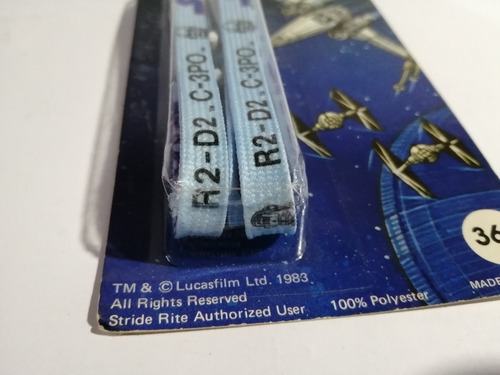 R2-D2..C-3PO..
R2-D2..C-3PO..
36
MADE
TM & © Lucasfilm Ltd. 1983
All Rights Reserved
Stride Rite Authorized User
100% Polyester